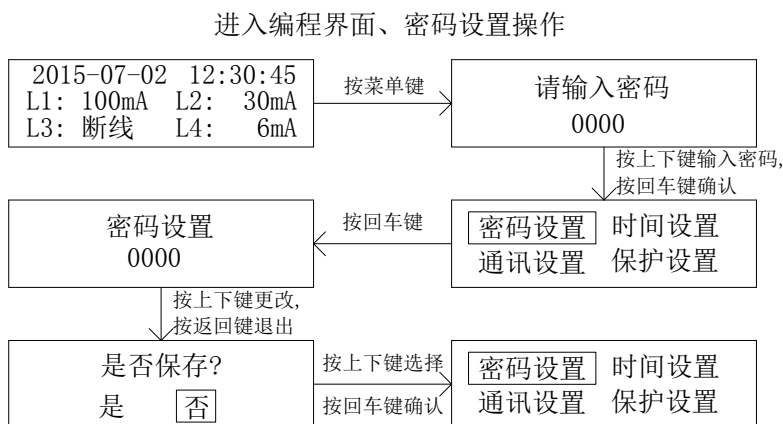 进入编程界面、密码设置操作
2015-07-02 12:30:45
L1: 100mA L2: 30mA
L3: 断线 L4: 6mA
按菜单键
请输入密码
0000
按上下键输入密码,
按回车键确认
密码设置 时间设置
通讯设置 保护设置
按回车键
密码设置
0000
按上下键更改,
按返回键退出
是否保存?
是 否
按上下键选择
按回车键确认
密码设置 时间设置
通讯设置 保护设置